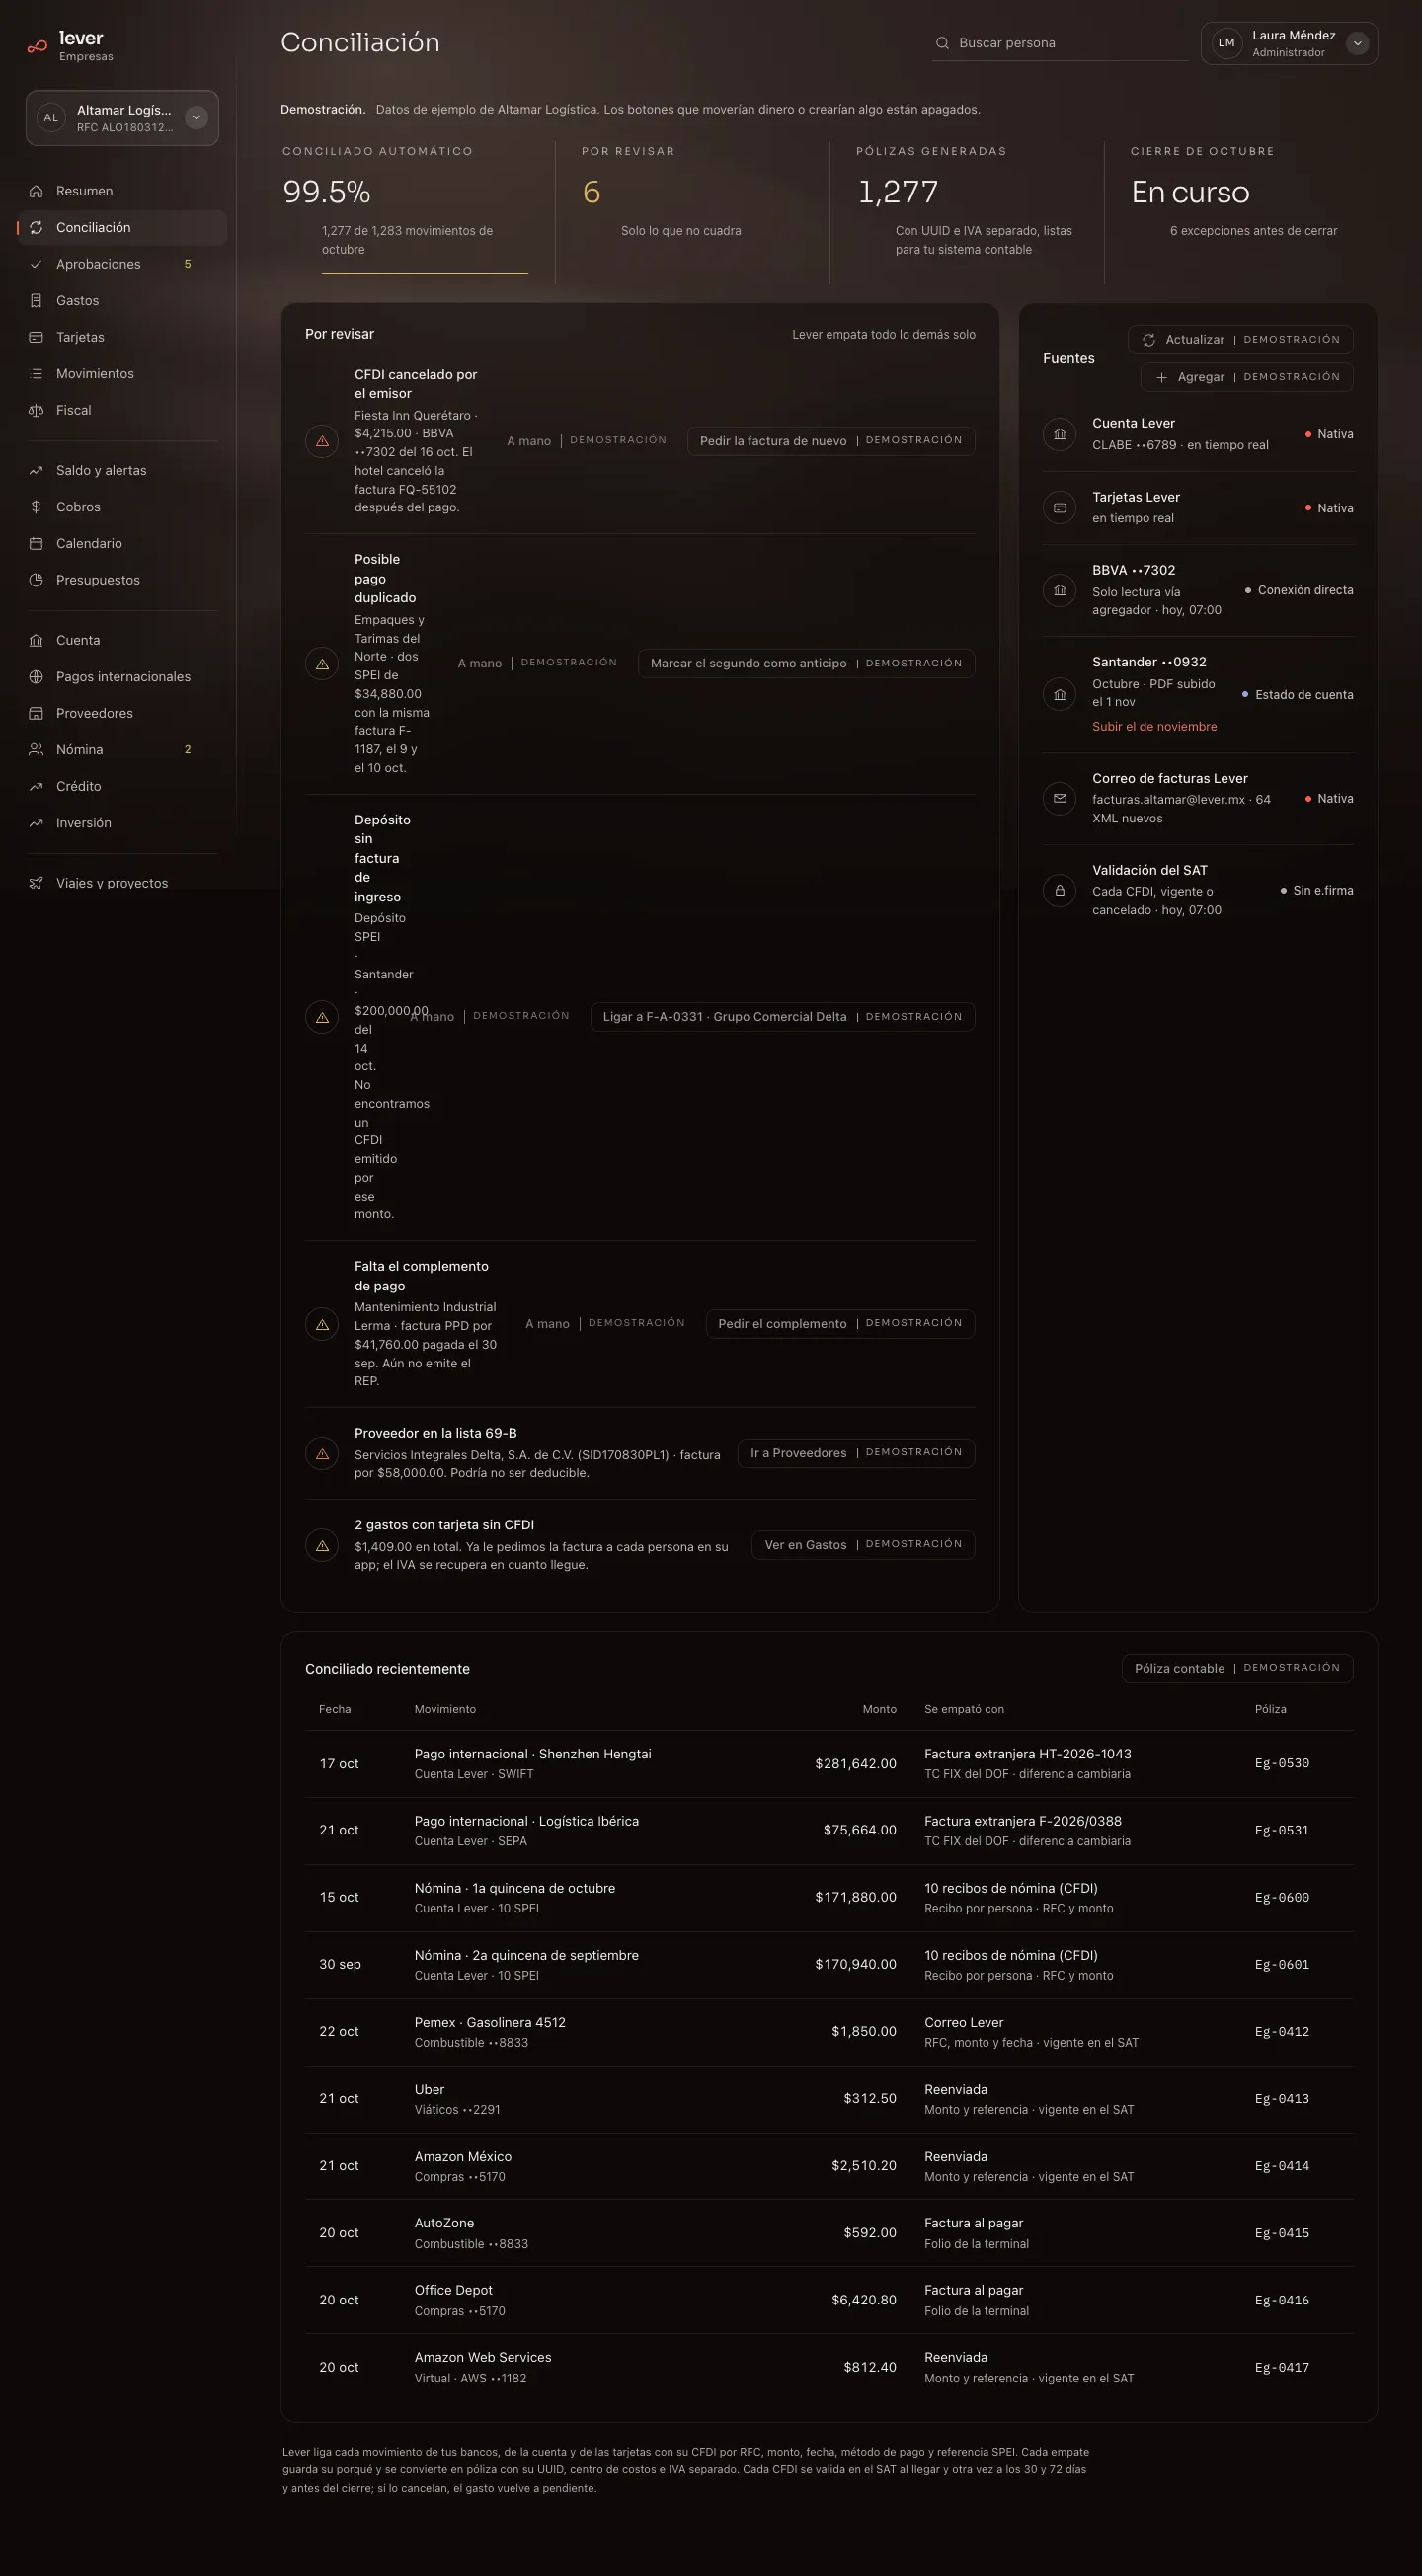 lever
Empresas
AL
Altamar Logís...
RFC ALO180312...
Resumen
Conciliación
Aprobaciones 5
Gastos
Tarjetas
Movimientos
Fiscal
Saldo y alertas
Cobros
Calendario
Presupuestos
Cuenta
Pagos internacionales
Proveedores
Nómina 2
Crédito
Inversión
Viajes y proyectos
Conciliación
Buscar persona
LM
Laura Méndez
Administrador
Demostración. Datos de ejemplo de Altamar Logística. Los botones que moverían dinero o crearían algo están apagados.
CONCILIADO AUTOMÁTICO
99.5%
1,277 de 1,283 movimientos de
octubre
POR REVISAR
6
Solo lo que no cuadra
PÓLIZAS GENERADAS
1,277
Con UUID e IVA separado, listas
para tu sistema contable
CIERRE DE OCTUBRE
En curso
6 excepciones antes de cerrar
Por revisar
Lever empata todo lo demás solo
CFDI cancelado por
el emisor
Fiesta Inn Querétaro ·
$4,215.00 · BBVA
••7302 del 16 oct. El
hotel canceló la
factura FQ-55102
después del pago.
A mano | DEMOSTRACIÓN
Pedir la factura de nuevo | DEMOSTRACIÓN
Posible
pago
duplicado
Empaques y
Tarimas del
Norte · dos
SPEI de
$34,880.00
con la misma
factura F-
1187, el 9 y
el 10 oct.
A mano | DEMOSTRACIÓN
Marcar el segundo como anticipo | DEMOSTRACIÓN
Depósito
sin
factura
de
ingreso
Depósito
SPEI
·
Santander
·
$200,000.00
del
14
oct.
No
encontramos
un
CFDI
emitido
por
ese
monto.
A mano | DEMOSTRACIÓN
Ligar a F-A-0331 · Grupo Comercial Delta | DEMOSTRACIÓN
Falta el complemento
de pago
Mantenimiento Industrial
Lerma · factura PPD por
$41,760.00 pagada el 30
sep. Aún no emite el
REP.
A mano | DEMOSTRACIÓN
Pedir el complemento | DEMOSTRACIÓN
Proveedor en la lista 69-B
Servicios Integrales Delta, S.A. de C.V. (SID170830PL1) · factura
por $58,000.00. Podría no ser deducible.
Ir a Proveedores | DEMOSTRACIÓN
2 gastos con tarjeta sin CFDI
$1,409.00 en total. Ya le pedimos la factura a cada persona en su
app; el IVA se recupera en cuanto llegue.
Ver en Gastos | DEMOSTRACIÓN
Fuentes
Actualizar | DEMOSTRACIÓN
Agregar | DEMOSTRACIÓN
Cuenta Lever
CLABE ••6789 · en tiempo real
Nativa
Tarjetas Lever
en tiempo real
Nativa
BBVA ••7302
Solo lectura vía
agregador · hoy, 07:00
Conexión directa
Santander ••0932
Octubre · PDF subido
el 1 nov
Subir el de noviembre
Estado de cuenta
Correo de facturas Lever
facturas.altamar@lever.mx · 64
XML nuevos
Nativa
Validación del SAT
Cada CFDI, vigente o
cancelado · hoy, 07:00
Sin e.firma
Conciliado recientemente
Póliza contable | DEMOSTRACIÓN
Fecha Movimiento Monto Se empató con Póliza
17 oct Pago internacional · Shenzhen Hengtai $281,642.00 Factura extranjera HT-2026-1043 Eg-0530
Cuenta Lever · SWIFT TC FIX del DOF · diferencia cambiaria
21 oct Pago internacional · Logística Ibérica $75,664.00 Factura extranjera F-2026/0388 Eg-0531
Cuenta Lever · SEPA TC FIX del DOF · diferencia cambiaria
15 oct Nómina · 1a quincena de octubre $171,880.00 10 recibos de nómina (CFDI) Eg-0600
Cuenta Lever · 10 SPEI Recibo por persona · RFC y monto
30 sep Nómina · 2a quincena de septiembre $170,940.00 10 recibos de nómina (CFDI) Eg-0601
Cuenta Lever · 10 SPEI Recibo por persona · RFC y monto
22 oct Pemex · Gasolinera 4512 $1,850.00 Correo Lever Eg-0412
Combustible ••8833 RFC, monto y fecha · vigente en el SAT
21 oct Uber $312.50 Reenviada Eg-0413
Viáticos ••2291 Monto y referencia · vigente en el SAT
21 oct Amazon México $2,510.20 Reenviada Eg-0414
Compras ••5170 Monto y referencia · vigente en el SAT
20 oct AutoZone $592.00 Factura al pagar Eg-0415
Combustible ••8833 Folio de la terminal
20 oct Office Depot $6,420.80 Factura al pagar Eg-0416
Compras ••5170 Folio de la terminal
20 oct Amazon Web Services $812.40 Reenviada Eg-0417
Virtual · AWS ••1182 Monto y referencia · vigente en el SAT
Lever liga cada movimiento de tus bancos, de la cuenta y de las tarjetas con su CFDI por RFC, monto, fecha, método de pago y referencia SPEI. Cada empate
guarda su porqué y se convierte en póliza con su UUID, centro de costos e IVA separado. Cada CFDI se valida en el SAT al llegar y otra vez a los 30 y 72 días
y antes del cierre; si lo cancelan, el gasto vuelve a pendiente.